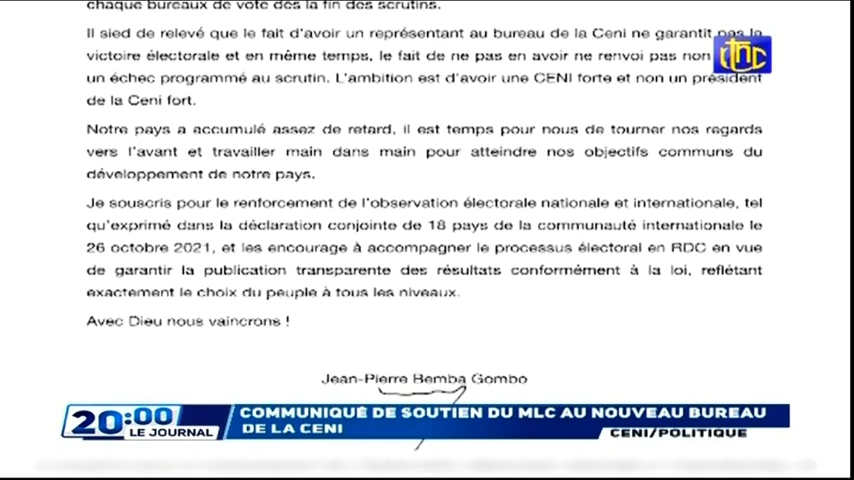 chaque bureaux de vote dès la fin des scrutins.
Il sied de relevé que le fait d'avoir un représentant au bureau de la Ceni ne garantit pas la
victoire électorale et en même temps, le fait de ne pas en avoir ne renvoi pas non
un échec programmé au scrutin. L'ambition est d'avoir une CENI forte et non un président
de la Ceni fort.
Notre pays a accumulé assez de retard, il est temps pour nous de tourner nos regards
vers l'avant et travailler main dans main pour atteindre nos objectifs communs du
développement de notre pays.
Je souscris pour le renforcement de l'observation électorale nationale et internationale, tel
qu'exprimé dans la déclaration conjointe de 18 pays de la communauté internationale le
26 octobre 2021, et les encourage à accompagner le processus électoral en RDC en vue
de garantir la publication transparente des résultats conformément à la loi, reflétant
exactement le choix du peuple à tous les niveaux.
Avec Dieu nous vaincrons !
Jean-Pierre Bemba Gombo
20:00
LE JOURNAL
COMMUNIQUÉ DE SOUTIEN DU MLC AU NOUVEAU BUREAU
DE LA CENI
CENI/POLITIQUE